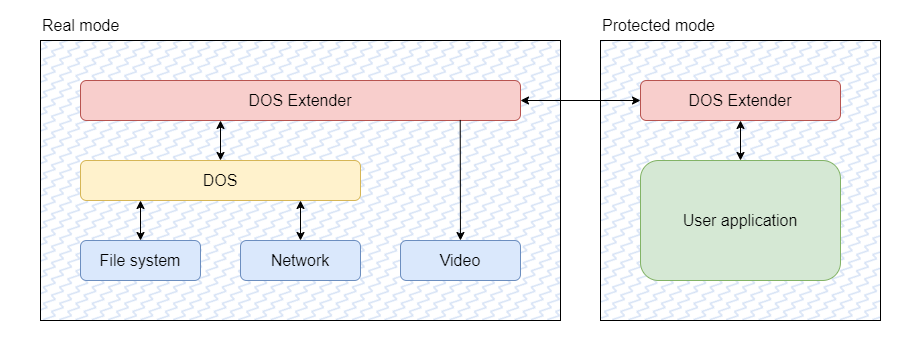 Real mode
Protected mode
DOS Extender
DOS Extender
DOS
User application
File system
Network
Video